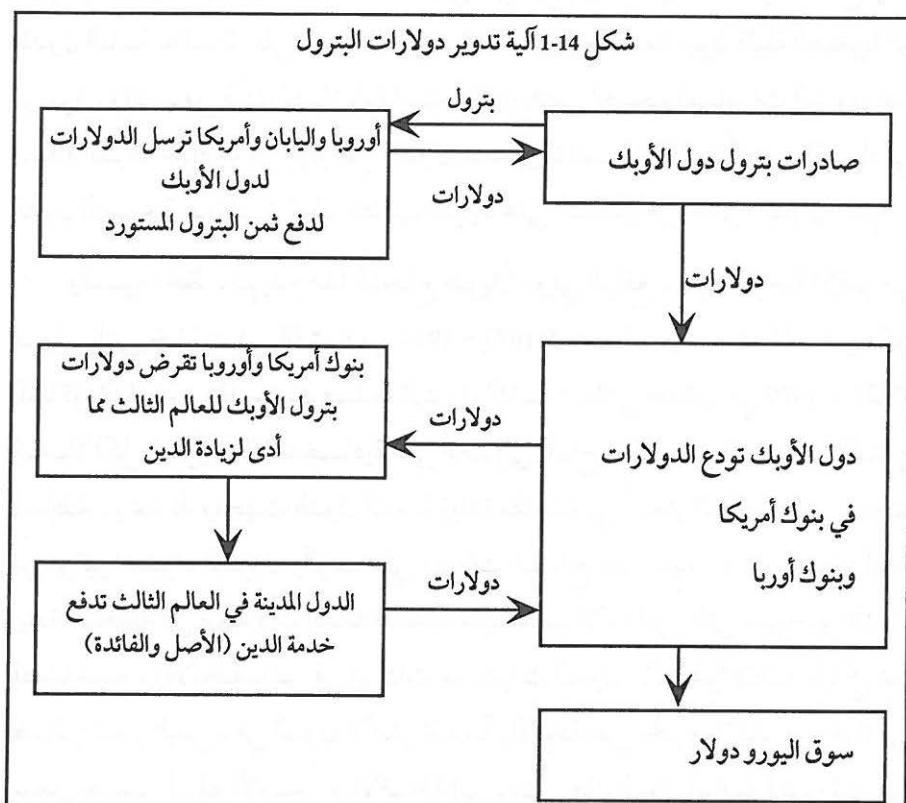 شكل 14-1 آلية تدوير دولارات البترول
بترول
صادرات بترول دول الأوبك
أوروبا واليابان وأمريكا ترسل الدولارات
لدول الأوبك
لدفع ثمن البترول المستورد
دولارات
دولارات
بنوك أمريكا وأوروبا تقرض دولارات
بترول الأوبك للعالم الثالث مما
أدى لزيادة الدين
دولارات
دول الأوبك تودع الدولارات
في بنوك أمريكا
وبنوك أوربا
دولارات
الدول المدينة في العالم الثالث تدفع
خدمة الدين (الأصل والفائدة)
سوق اليورو دولار